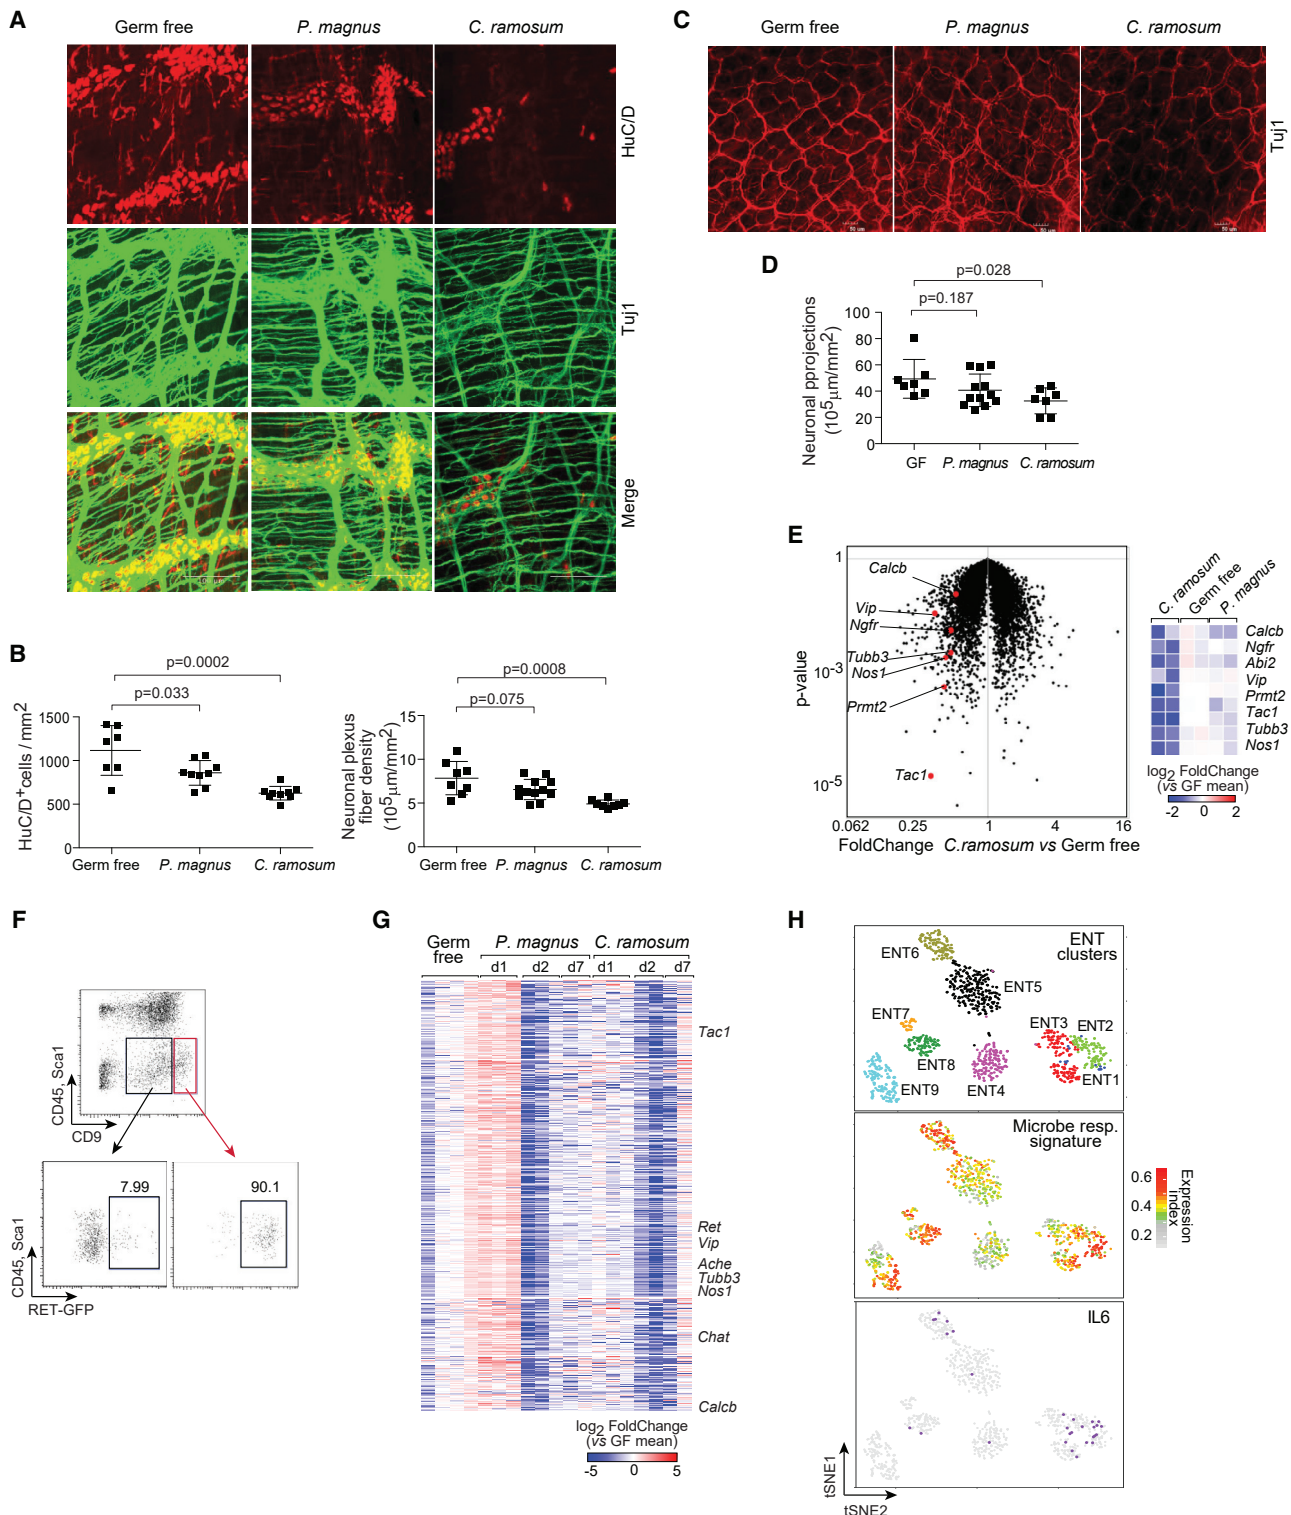 A
Germ free
P. magnus
C. ramosum
HuC/D
Tuj1
Merge
C
Germ free
P. magnus
C. ramosum
Tuj1
50 µm
50 µm
50 µm
D
p=0.028
p=0.187
Neuronal pprojections
(10⁵µm/mm²)
100
80
60
40
20
0
GF
P. magnus
C. ramosum
B
p=0.0002
p=0.033
HuC/D⁺cells / mm²
1500
1000
500
0
Germ free
P. magnus
C. ramosum
p=0.0008
p=0.075
Neuronal plexus
fiber density
(10⁵µm/mm²)
15
10
5
0
Germ free
P. magnus
C. ramosum
E
p-value
1
10⁻³
10⁻⁵
Calcb
Vip
Ngfr
Tubb3
Nos1
Prmt2
Tac1
0.062
0.25
1
4
16
FoldChange C.ramosum vs Germ free
C. ramosum
Germ free
P. magnus
Calcb
Ngfr
Abi2
Vip
Prmt2
Tac1
Tubb3
Nos1
log₂ FoldChange
(vs GF mean)
-2
0
2
F
CD45, Sca1
CD9
7.99
90.1
CD45, Sca1
RET-GFP
G
Germ
free
P. magnus
C. ramosum
d1
d2
d7
d1
d2
d7
Tac1
Ret
Vip
Ache
Tubb3
Nos1
Chat
Calcb
log₂ FoldChange
(vs GF mean)
-5
0
5
H
ENT
clusters
ENT6
ENT5
ENT7
ENT3
ENT2
ENT8
ENT9
ENT4
ENT1
Microbe resp.
signature
0.6
0.4
0.2
Expression
index
IL6
tSNE1
tSNE2